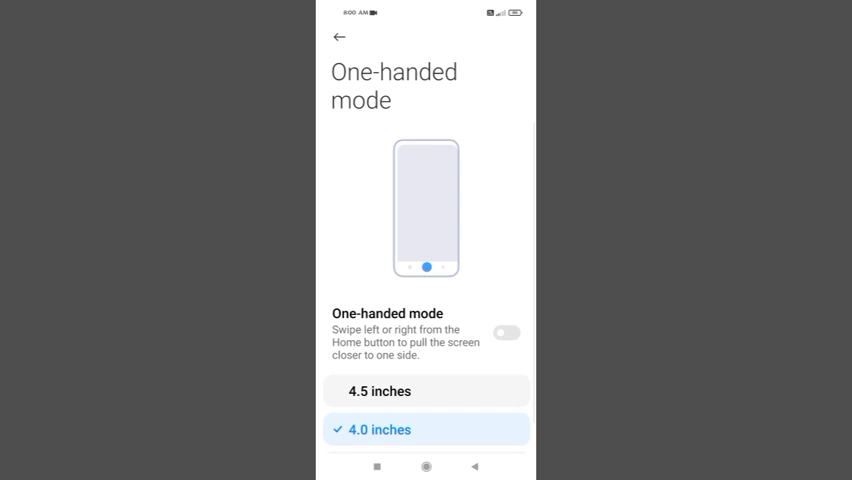 8:00 AM
One-handed
mode
One-handed mode
Swipe left or right from the
Home button to pull the screen
closer to one side.
4.5 inches
4.0 inches